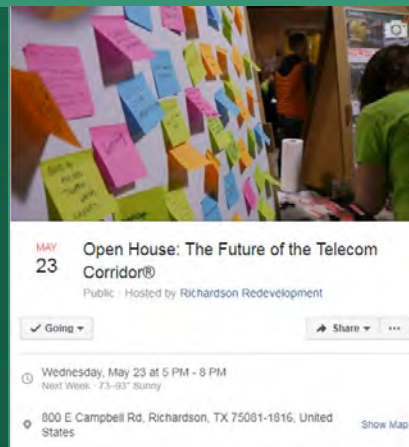 MAY
23
Open House: The Future of the Telecom
Corridor®
Public · Hosted by Richardson Redevelopment
✓ Going ▾
Share ▾
···
Wednesday, May 23 at 5 PM - 8 PM
Next Week · 73–93° Sunny
800 E Campbell Rd, Richardson, TX 75081-1816, United
States
Show Map